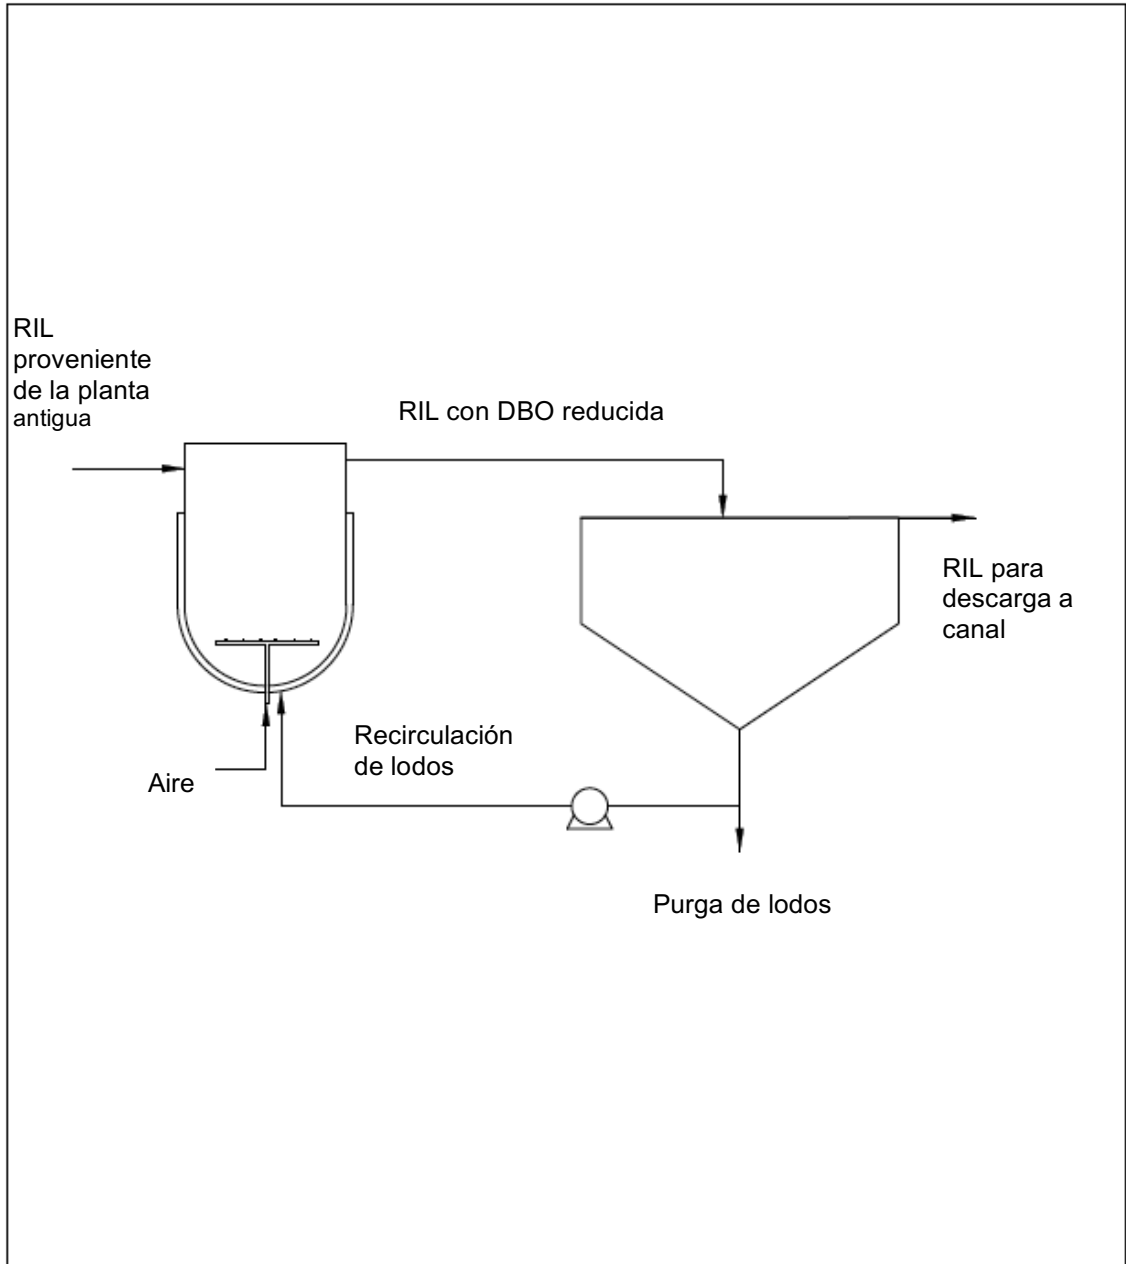 RIL
proveniente
de la planta
antigua
RIL con DBO reducida
RIL para
descarga a
canal
Recirculación
de lodos
Aire
Purga de lodos